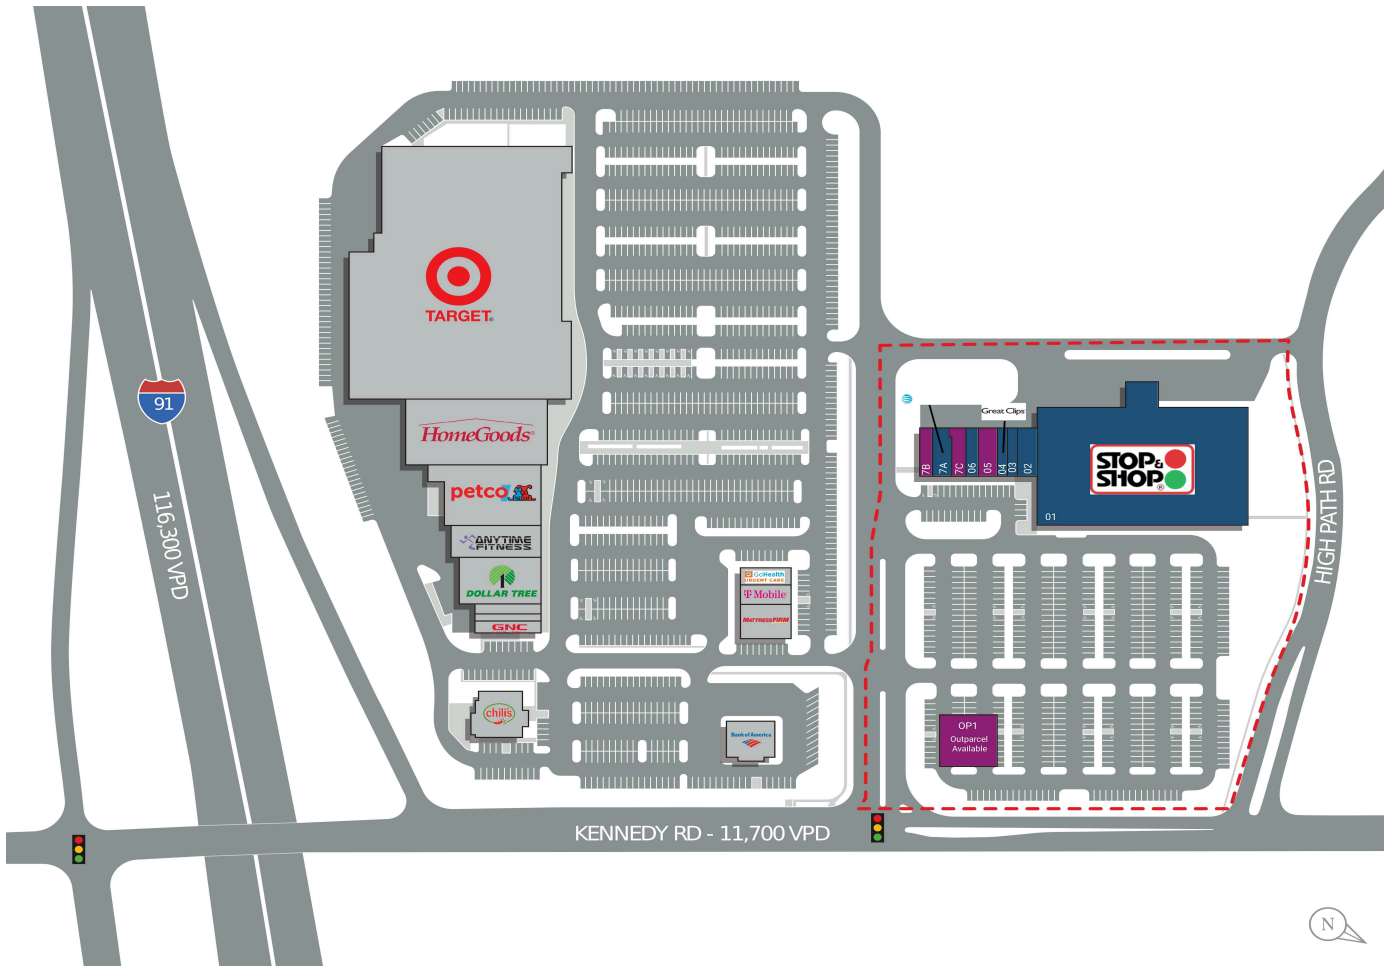 TARGET
HomeGoods
petco
ANYTIME
FITNESS
DOLLAR TREE
GNC
chili's
GoHealth
URGENT CARE
T Mobile
MATTRESSFIRM
Bank of America
91
116,300 VPD
KENNEDY RD - 11,700 VPD
Great Clips
7B
7A
7C
06
05
04
03
02
01
STOP &
SHOP
OP1
Outparcel
Available
HIGH PATH RD
N